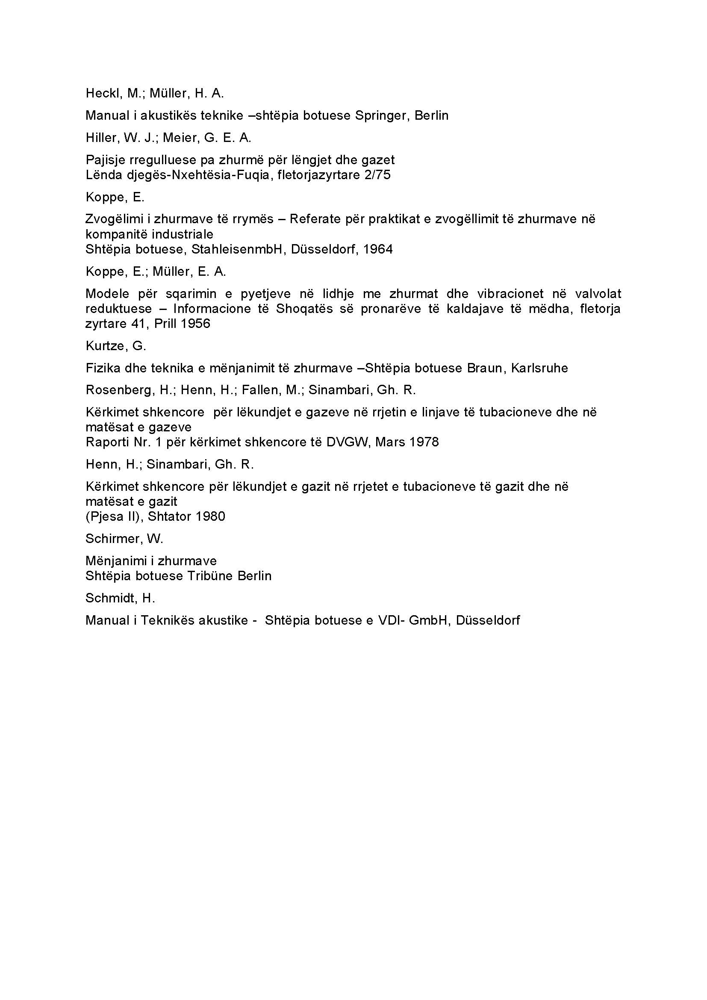 Heckl, M.; Müller, H. A.
Manual i akustikës teknike –shtëpia botuese Springer, Berlin
Hiller, W. J.; Meier, G. E. A.
Pajisje rregulluese pa zhurmë për lëngjet dhe gazet
Lënda djegës-Nxehtësia-Fuqia, fletorjazyrtare 2/75
Koppe, E.
Zvogëlimi i zhurmave të rrymës – Referate për praktikat e zvogëllimit të zhurmave në
kompanitë industriale
Shtëpia botuese, StahleisenmbH, Düsseldorf, 1964
Koppe, E.; Müller, E. A.
Modele për sqarimin e pyetjeve në lidhje me zhurmat dhe vibracionet në valvolat
reduktuese – Informacione të Shoqatës së pronarëve të kaldajave të mëdha, fletorja
zyrtare 41, Prill 1956
Kurtze, G.
Fizika dhe teknika e mënjanimit të zhurmave –Shtëpia botuese Braun, Karlsruhe
Rosenberg, H.; Henn, H.; Fallen, M.; Sinambari, Gh. R.
Kërkimet shkencore  për lëkundjet e gazeve në rrjetin e linjave të tubacioneve dhe në
matësat e gazeve
Raporti Nr. 1 për kërkimet shkencore të DVGW, Mars 1978
Henn, H.; Sinambari, Gh. R.
Kërkimet shkencore për lëkundjet e gazit në rrjetet e tubacioneve të gazit dhe në
matësat e gazit
(Pjesa II), Shtator 1980
Schirmer, W.
Mënjanimi i zhurmave
Shtëpia botuese Tribüne Berlin
Schmidt, H.
Manual i Teknikës akustike -  Shtëpia botuese e VDI- GmbH, Düsseldorf